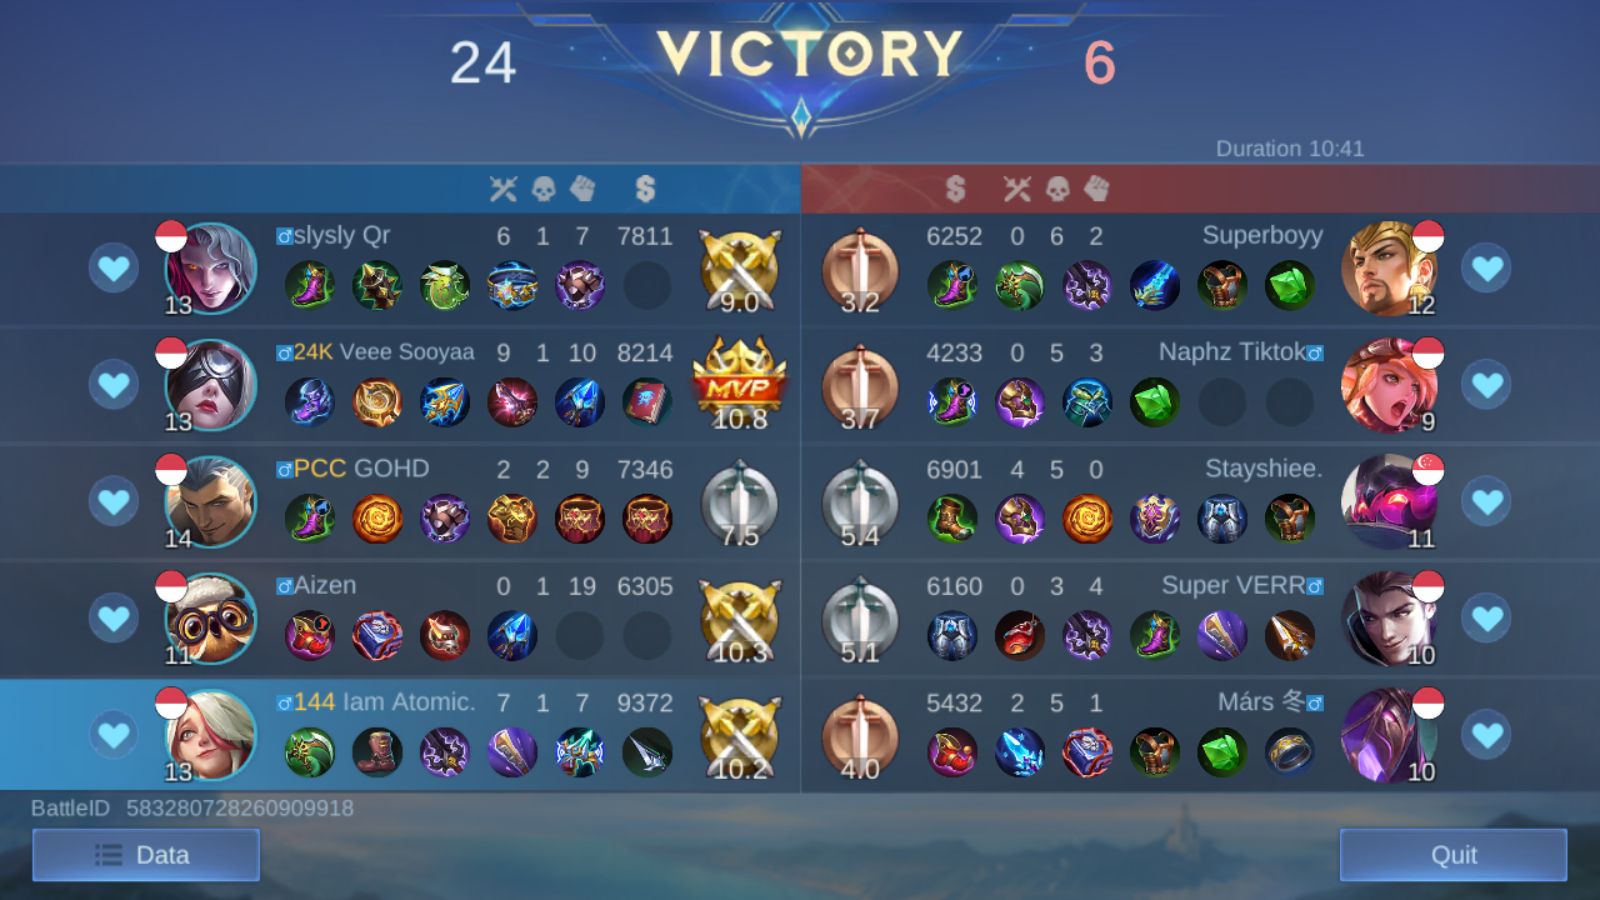 24 VICTORY 6
Duration 10:41
slysly Qr 6 1 7 7811
13 9.0
24K Veee Sooyaa 9 1 10 8214
13 MVP 10.8
PCC GOHD 2 2 9 7346
14 7.5
Aizen 0 1 19 6305
11 10.3
144 Iam Atomic. 7 1 7 9372
13 10.2
6252 0 6 2 Superboyy
3.2 12
4233 0 5 3 Naphz Tiktok
3.7 9
6901 4 5 0 Stayshiee.
5.4 11
6160 0 3 4 Super VERR
5.1 10
5432 2 5 1 Márs 冬
4.0 10
BattleID 583280728260909918
Data
Quit